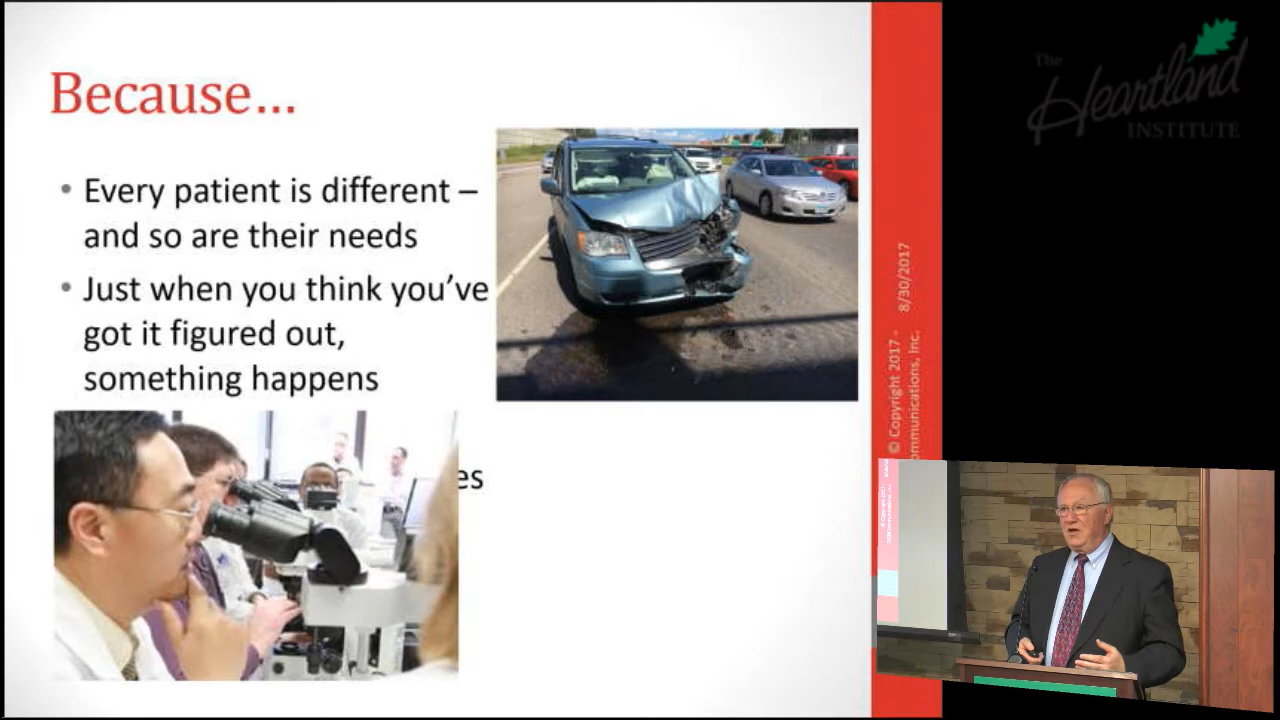 Because...
• Every patient is different –
and so are their needs
• Just when you think you've
got it figured out,
something happens
es
8/30/2017
© Copyright 2017 -
ommunications, Inc.
The
Heartland
INSTITUTE